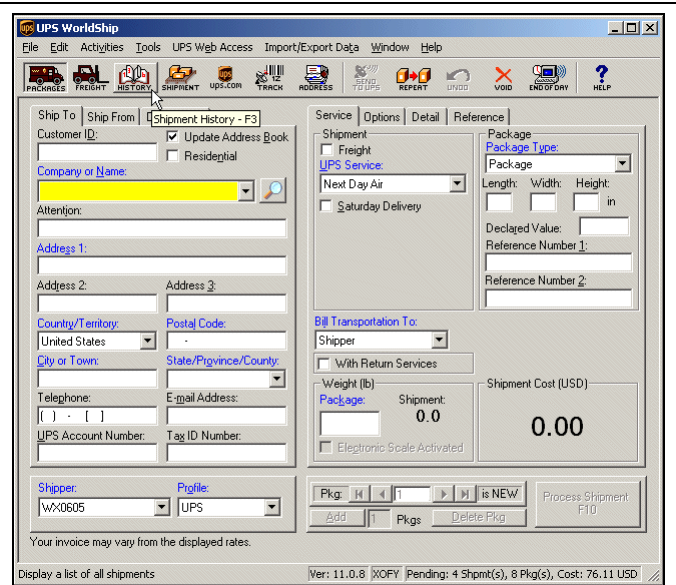 UPS WorldShip
File Edit Activities Tools UPS Web Access Import/Export Data Window Help
PACKAGES FREIGHT HISTORY SHIPMENT ups.com TRACK ADDRESS SEND TO UPS REPEAT UNDO VOID END OF DAY HELP
Ship To Ship From D Shipment History - F3
Service Options Detail Reference
Customer ID:
Update Address Book
Residential
Company or Name:
Attention:
Address 1:
Address 2: Address 3:
Country/Territory: Postal Code:
United States -
City or Town: State/Province/County:
Telephone: E-mail Address:
( ) - [ ]
UPS Account Number: Tax ID Number:
Shipment
Freight
UPS Service:
Next Day Air
Saturday Delivery
Package
Package Type:
Package
Length: Width: Height:
in
Declared Value:
Reference Number 1:
Reference Number 2:
Bill Transportation To:
Shipper
With Return Services
Weight (lb)
Package: Shipment:
0.0
Electronic Scale Activated
Shipment Cost (USD)
0.00
Shipper: Profile:
WX0605 UPS
Pkg: 1 is NEW
Add 1 Pkgs Delete Pkg
Process Shipment
F10
Your invoice may vary from the displayed rates.
Display a list of all shipments Ver: 11.0.8 XOFY Pending: 4 Shpmt(s), 8 Pkg(s), Cost: 76.11 USD